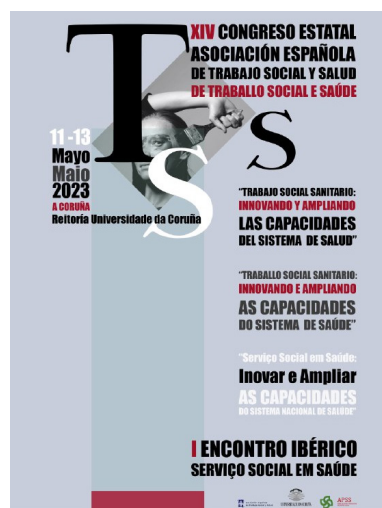 XIV CONGRESO ESTATAL
ASOCIACIÓN ESPAÑOLA
DE TRABAJO SOCIAL Y SALUD
DE TRABALLO SOCIAL E SAÚDE
T
S
S
11 -13
Mayo
Maio
2023
A CORUÑA
Reitoría Universidade da Coruña
"TRABAJO SOCIAL SANITARIO:
INNOVANDO Y AMPLIANDO
LAS CAPACIDADES
DEL SISTEMA DE SALUD"
"TRABALLO SOCIAL SANITARIO:
INNOVANDO E AMPLIANDO
AS CAPACIDADES
DO SISTEMA DE SAÚDE"
"Serviço Social em Saúde:
Inovar e Ampliar
AS CAPACIDADES
DO SISTEMA NACIONAL DE SALÚDE"
I ENCONTRO IBÉRICO
SERVIÇO SOCIAL EM SAÚDE
APSS